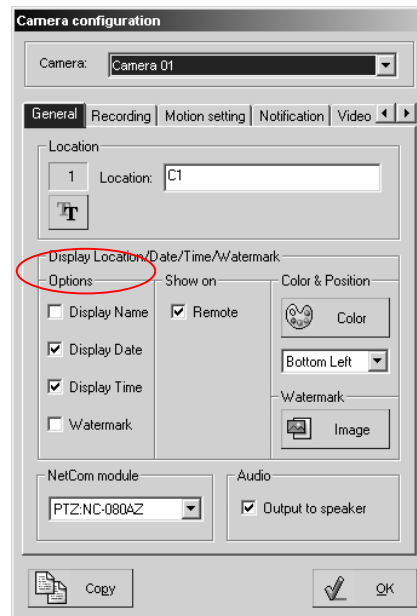 Camera configuration
Camera: Camera 01
General Recording Motion setting Notification Video
Location
1 Location: C1
TT
Display Location/Date/Time/Watermark
Options Show on Color & Position
Display Name Remote Color
Display Date
Bottom Left
Display Time
Watermark
Watermark Image
NetCom module Audio
PTZ:NC-080AZ Output to speaker
Copy OK